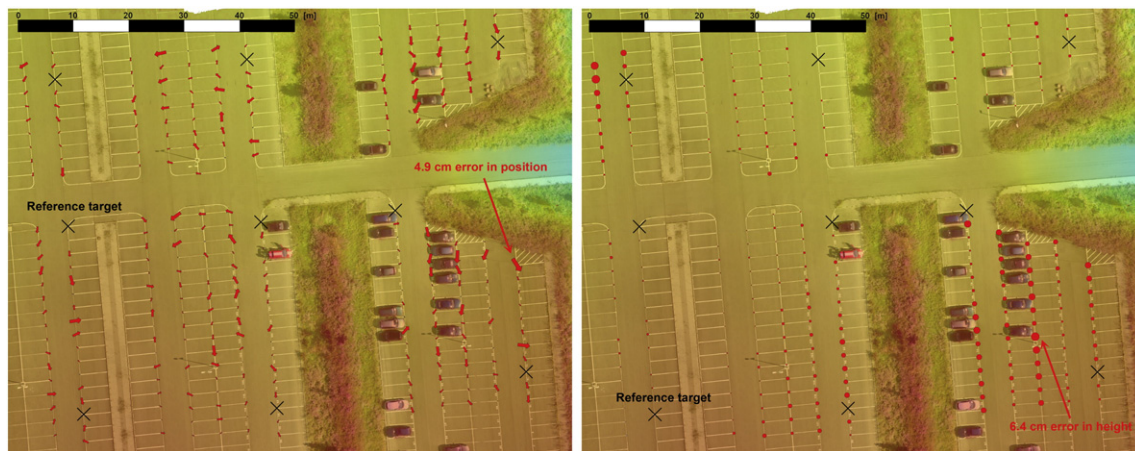 0 10 20 30 40 50 [m]
4.9 cm error in position
Reference target
0 10 20 30 40 50 [m]
Reference target
6.4 cm error in height